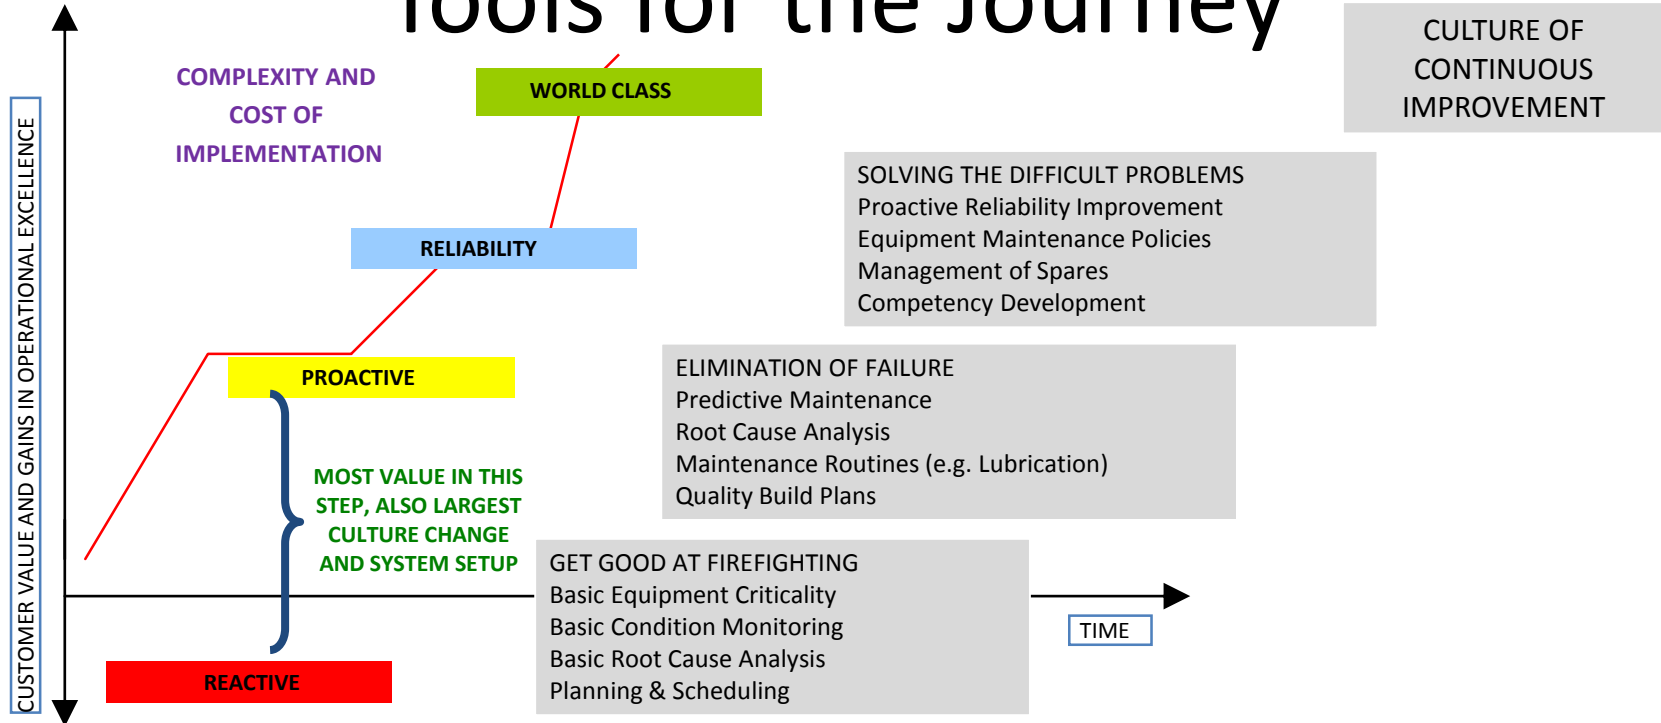 Tools for the Journey
CULTURE OF
CONTINUOUS
IMPROVEMENT
COMPLEXITY AND
COST OF
IMPLEMENTATION
WORLD CLASS
SOLVING THE DIFFICULT PROBLEMS
Proactive Reliability Improvement
Equipment Maintenance Policies
Management of Spares
Competency Development
RELIABILITY
CUSTOMER VALUE AND GAINS IN OPERATIONAL EXCELLENCE
PROACTIVE
ELIMINATION OF FAILURE
Predictive Maintenance
Root Cause Analysis
Maintenance Routines (e.g. Lubrication)
Quality Build Plans
MOST VALUE IN THIS
STEP, ALSO LARGEST
CULTURE CHANGE
AND SYSTEM SETUP
GET GOOD AT FIREFIGHTING
Basic Equipment Criticality
Basic Condition Monitoring
Basic Root Cause Analysis
Planning & Scheduling
TIME
REACTIVE